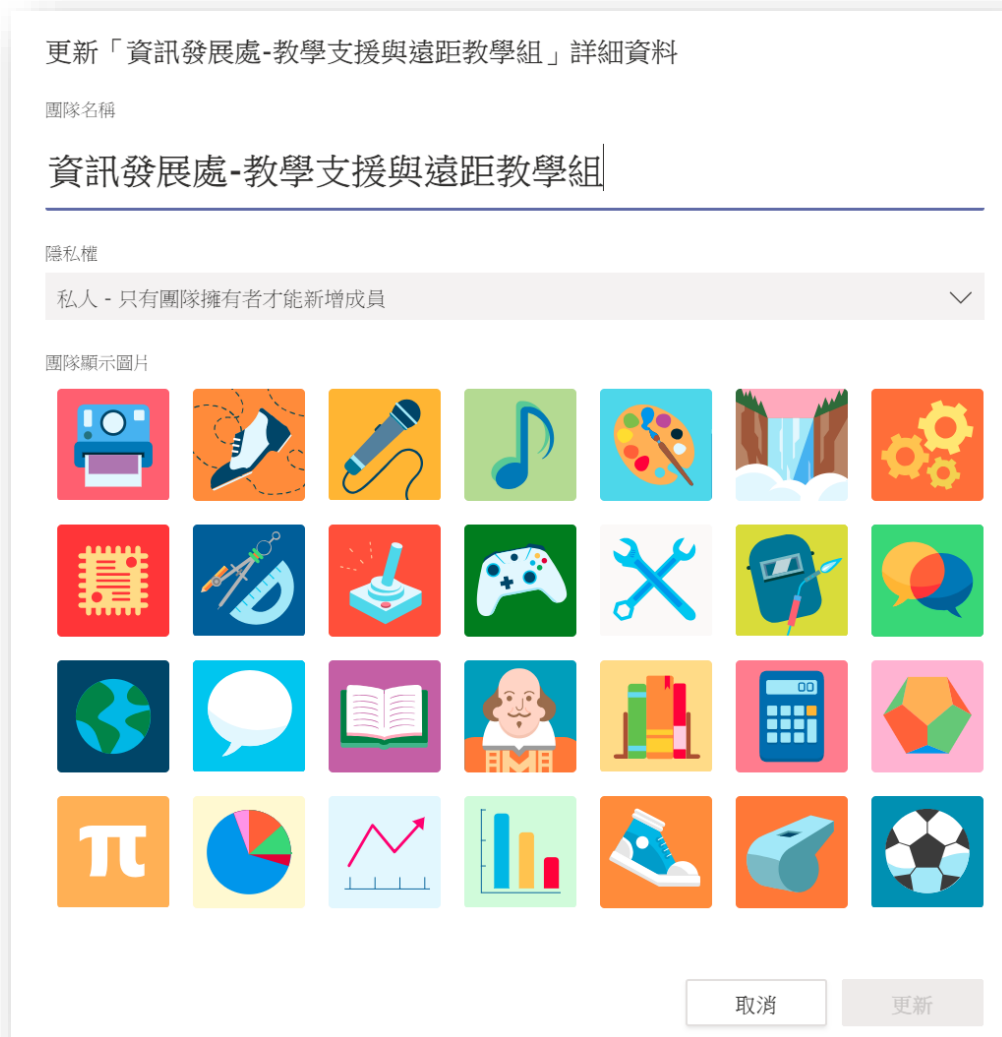 更新「資訊發展處-教學支援與遠距教學組」詳細資料
團隊名稱
資訊發展處-教學支援與遠距教學組
隱私權
私人 - 只有團隊擁有者才能新增成員
團隊顯示圖片
00
π
取消
更新